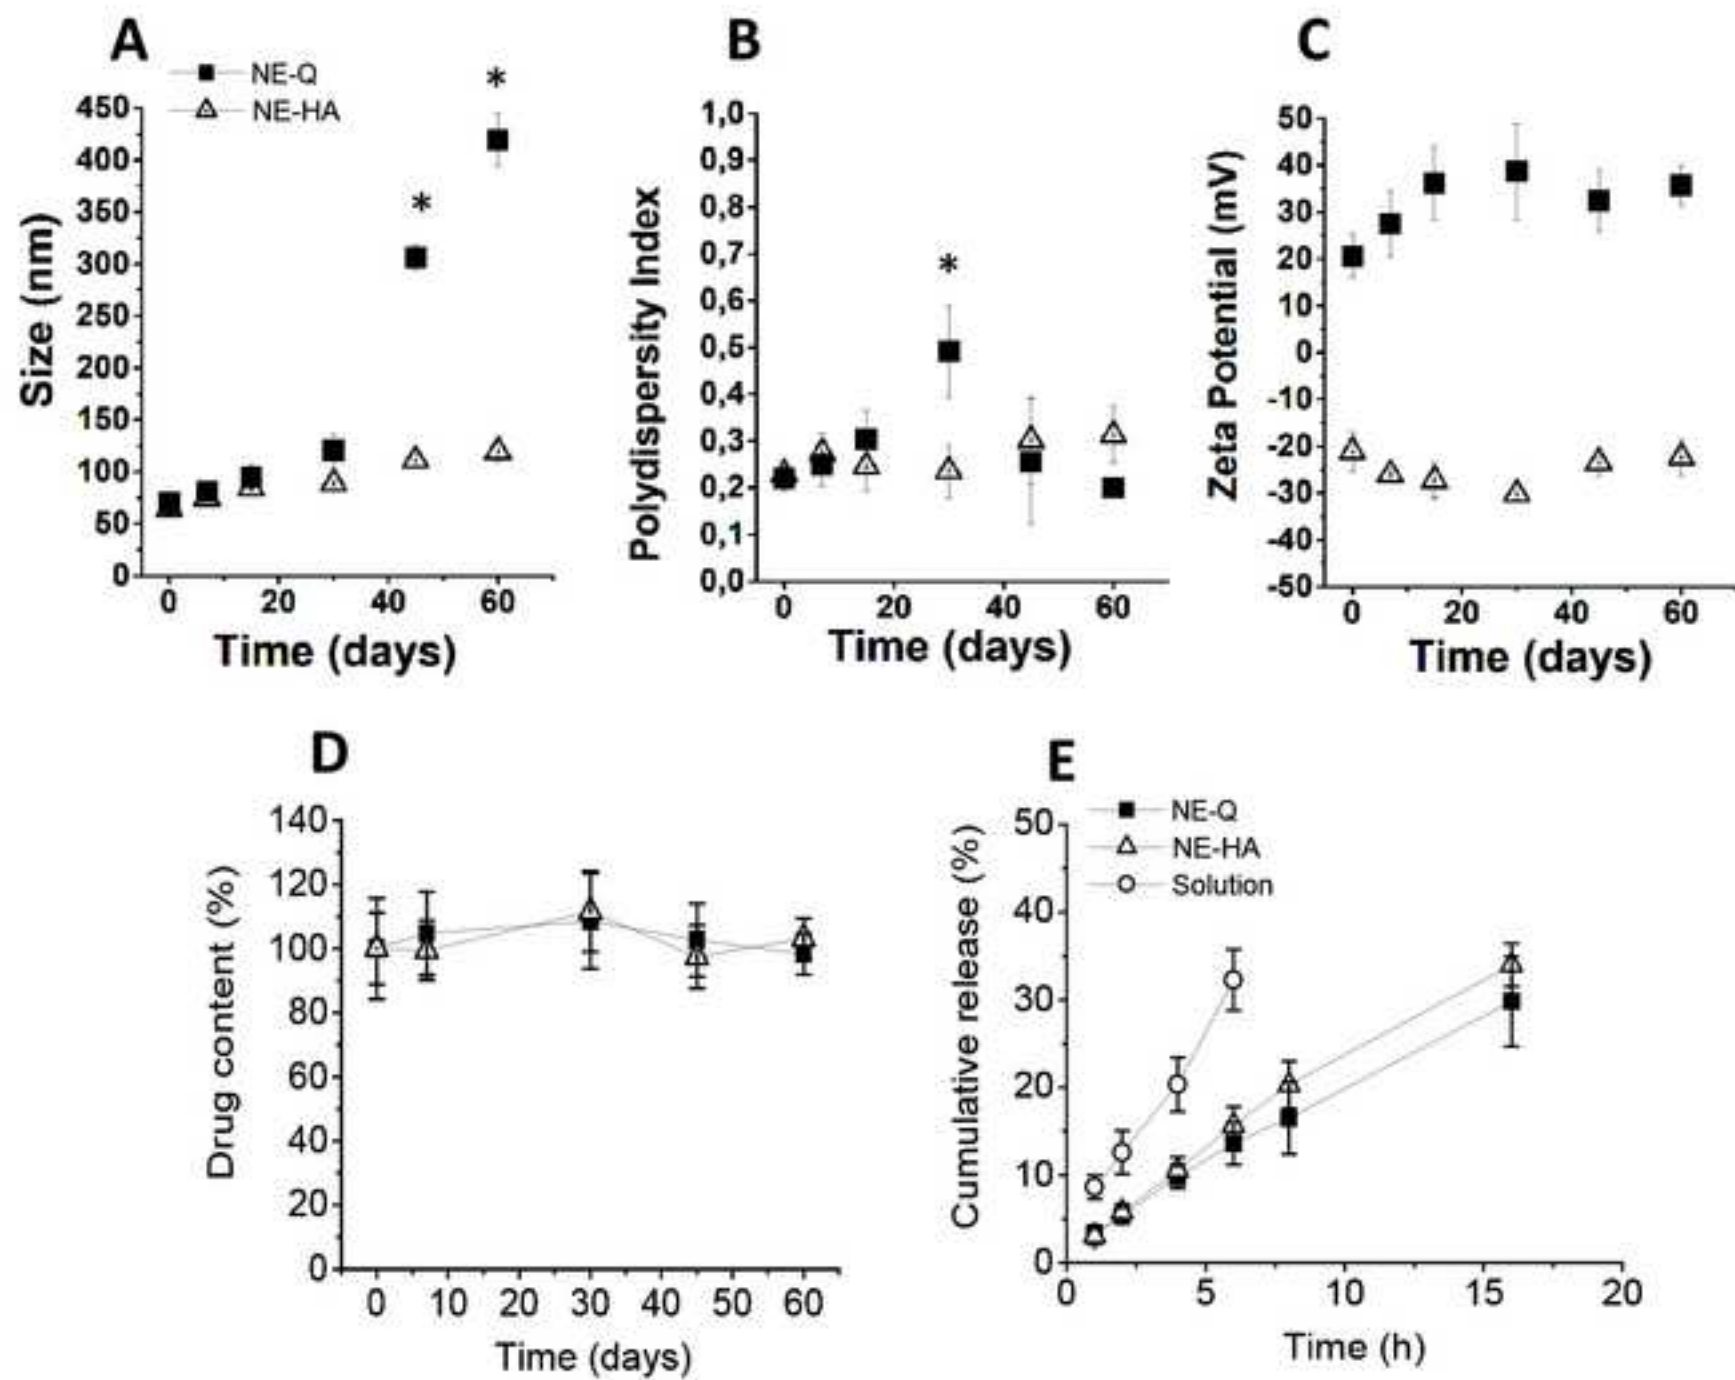 A
NE-Q
NE-HA
*
*
450
400
350
300
250
200
150
100
50
0
Size (nm)
0 20 40 60
Time (days)
B
*
1,0
0,9
0,8
0,7
0,6
0,5
0,4
0,3
0,2
0,1
0,0
Polydispersity Index
0 20 40 60
Time (days)
C
50
40
30
20
10
0
-10
-20
-30
-40
-50
Zeta Potential (mV)
0 20 40 60
Time (days)
D
140
120
100
80
60
40
20
0
Drug content (%)
0 10 20 30 40 50 60
Time (days)
E
NE-Q
NE-HA
Solution
50
40
30
20
10
0
Cumulative release (%)
0 5 10 15 20
Time (h)